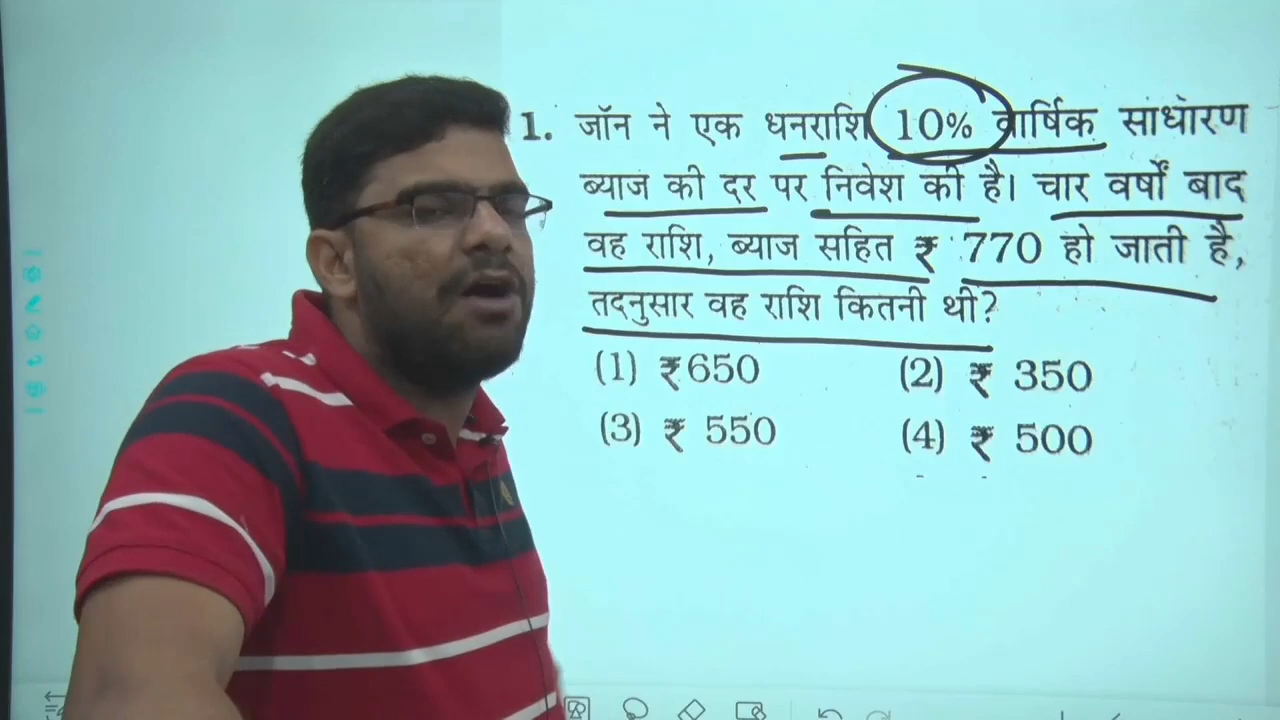 1. जॉन ने एक धनराशि 10% वार्षिक साधारण
ब्याज की दर पर निवेश की है। चार वर्षों बाद
वह राशि, ब्याज सहित ₹ 770 हो जाती है,
तदनुसार वह राशि कितनी थी?
(1) ₹ 650 (2) ₹ 350
(3) ₹ 550 (4) ₹ 500